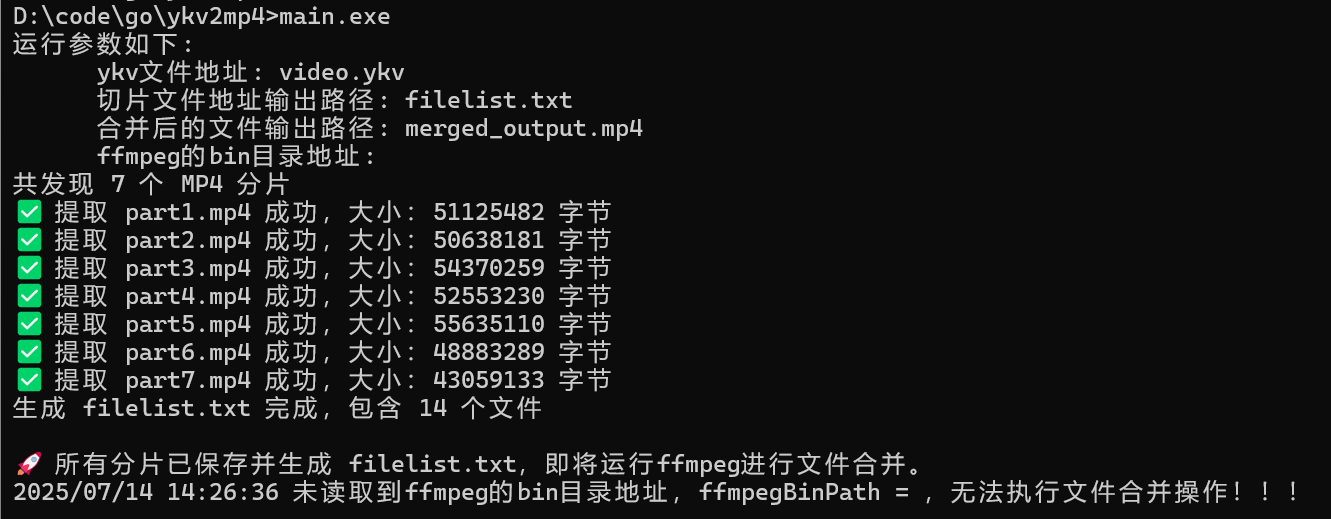 D:\code\go\ykv2mp4>main.exe
运行参数如下:
ykv文件地址: video.ykv
切片文件地址输出路径: filelist.txt
合并后的文件输出路径: merged_output.mp4
ffmpeg的bin目录地址:
共发现 7 个 MP4 分片
✅ 提取 part1.mp4 成功, 大小: 51125482 字节
✅ 提取 part2.mp4 成功, 大小: 50638181 字节
✅ 提取 part3.mp4 成功, 大小: 54370259 字节
✅ 提取 part4.mp4 成功, 大小: 52553230 字节
✅ 提取 part5.mp4 成功, 大小: 55635110 字节
✅ 提取 part6.mp4 成功, 大小: 48883289 字节
✅ 提取 part7.mp4 成功, 大小: 43059133 字节
生成 filelist.txt 完成, 包含 14 个文件
🚀 所有分片已保存并生成 filelist.txt, 即将运行ffmpeg进行文件合并。
2025/07/14 14:26:36 未读取到ffmpeg的bin目录地址, ffmpegBinPath = , 无法执行文件合并操作！！！